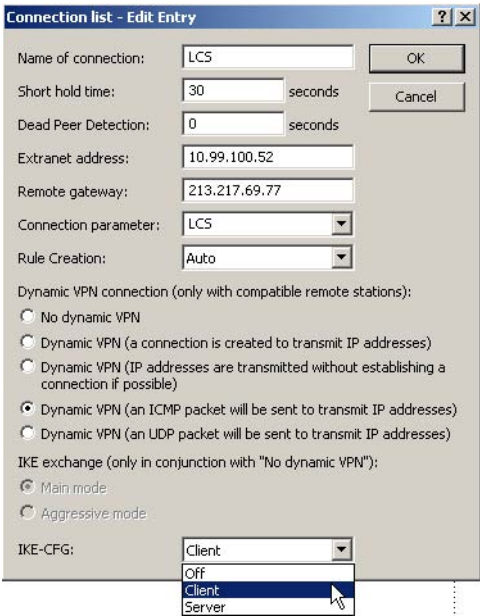 Connection list - Edit Entry
Name of connection: LCS OK
Short hold time: 30 seconds Cancel
Dead Peer Detection: 0 seconds
Extranet address: 10.99.100.52
Remote gateway: 213.217.69.77
Connection parameter: LCS
Rule Creation: Auto
Dynamic VPN connection (only with compatible remote stations):
No dynamic VPN
Dynamic VPN (a connection is created to transmit IP addresses)
Dynamic VPN (IP addresses are transmitted without establishing a
connection if possible)
Dynamic VPN (an ICMP packet will be sent to transmit IP addresses)
Dynamic VPN (an UDP packet will be sent to transmit IP addresses)
IKE exchange (only in conjunction with "No dynamic VPN"):
Main mode
Aggressive mode
IKE-CFG: Client
Off
Client
Server